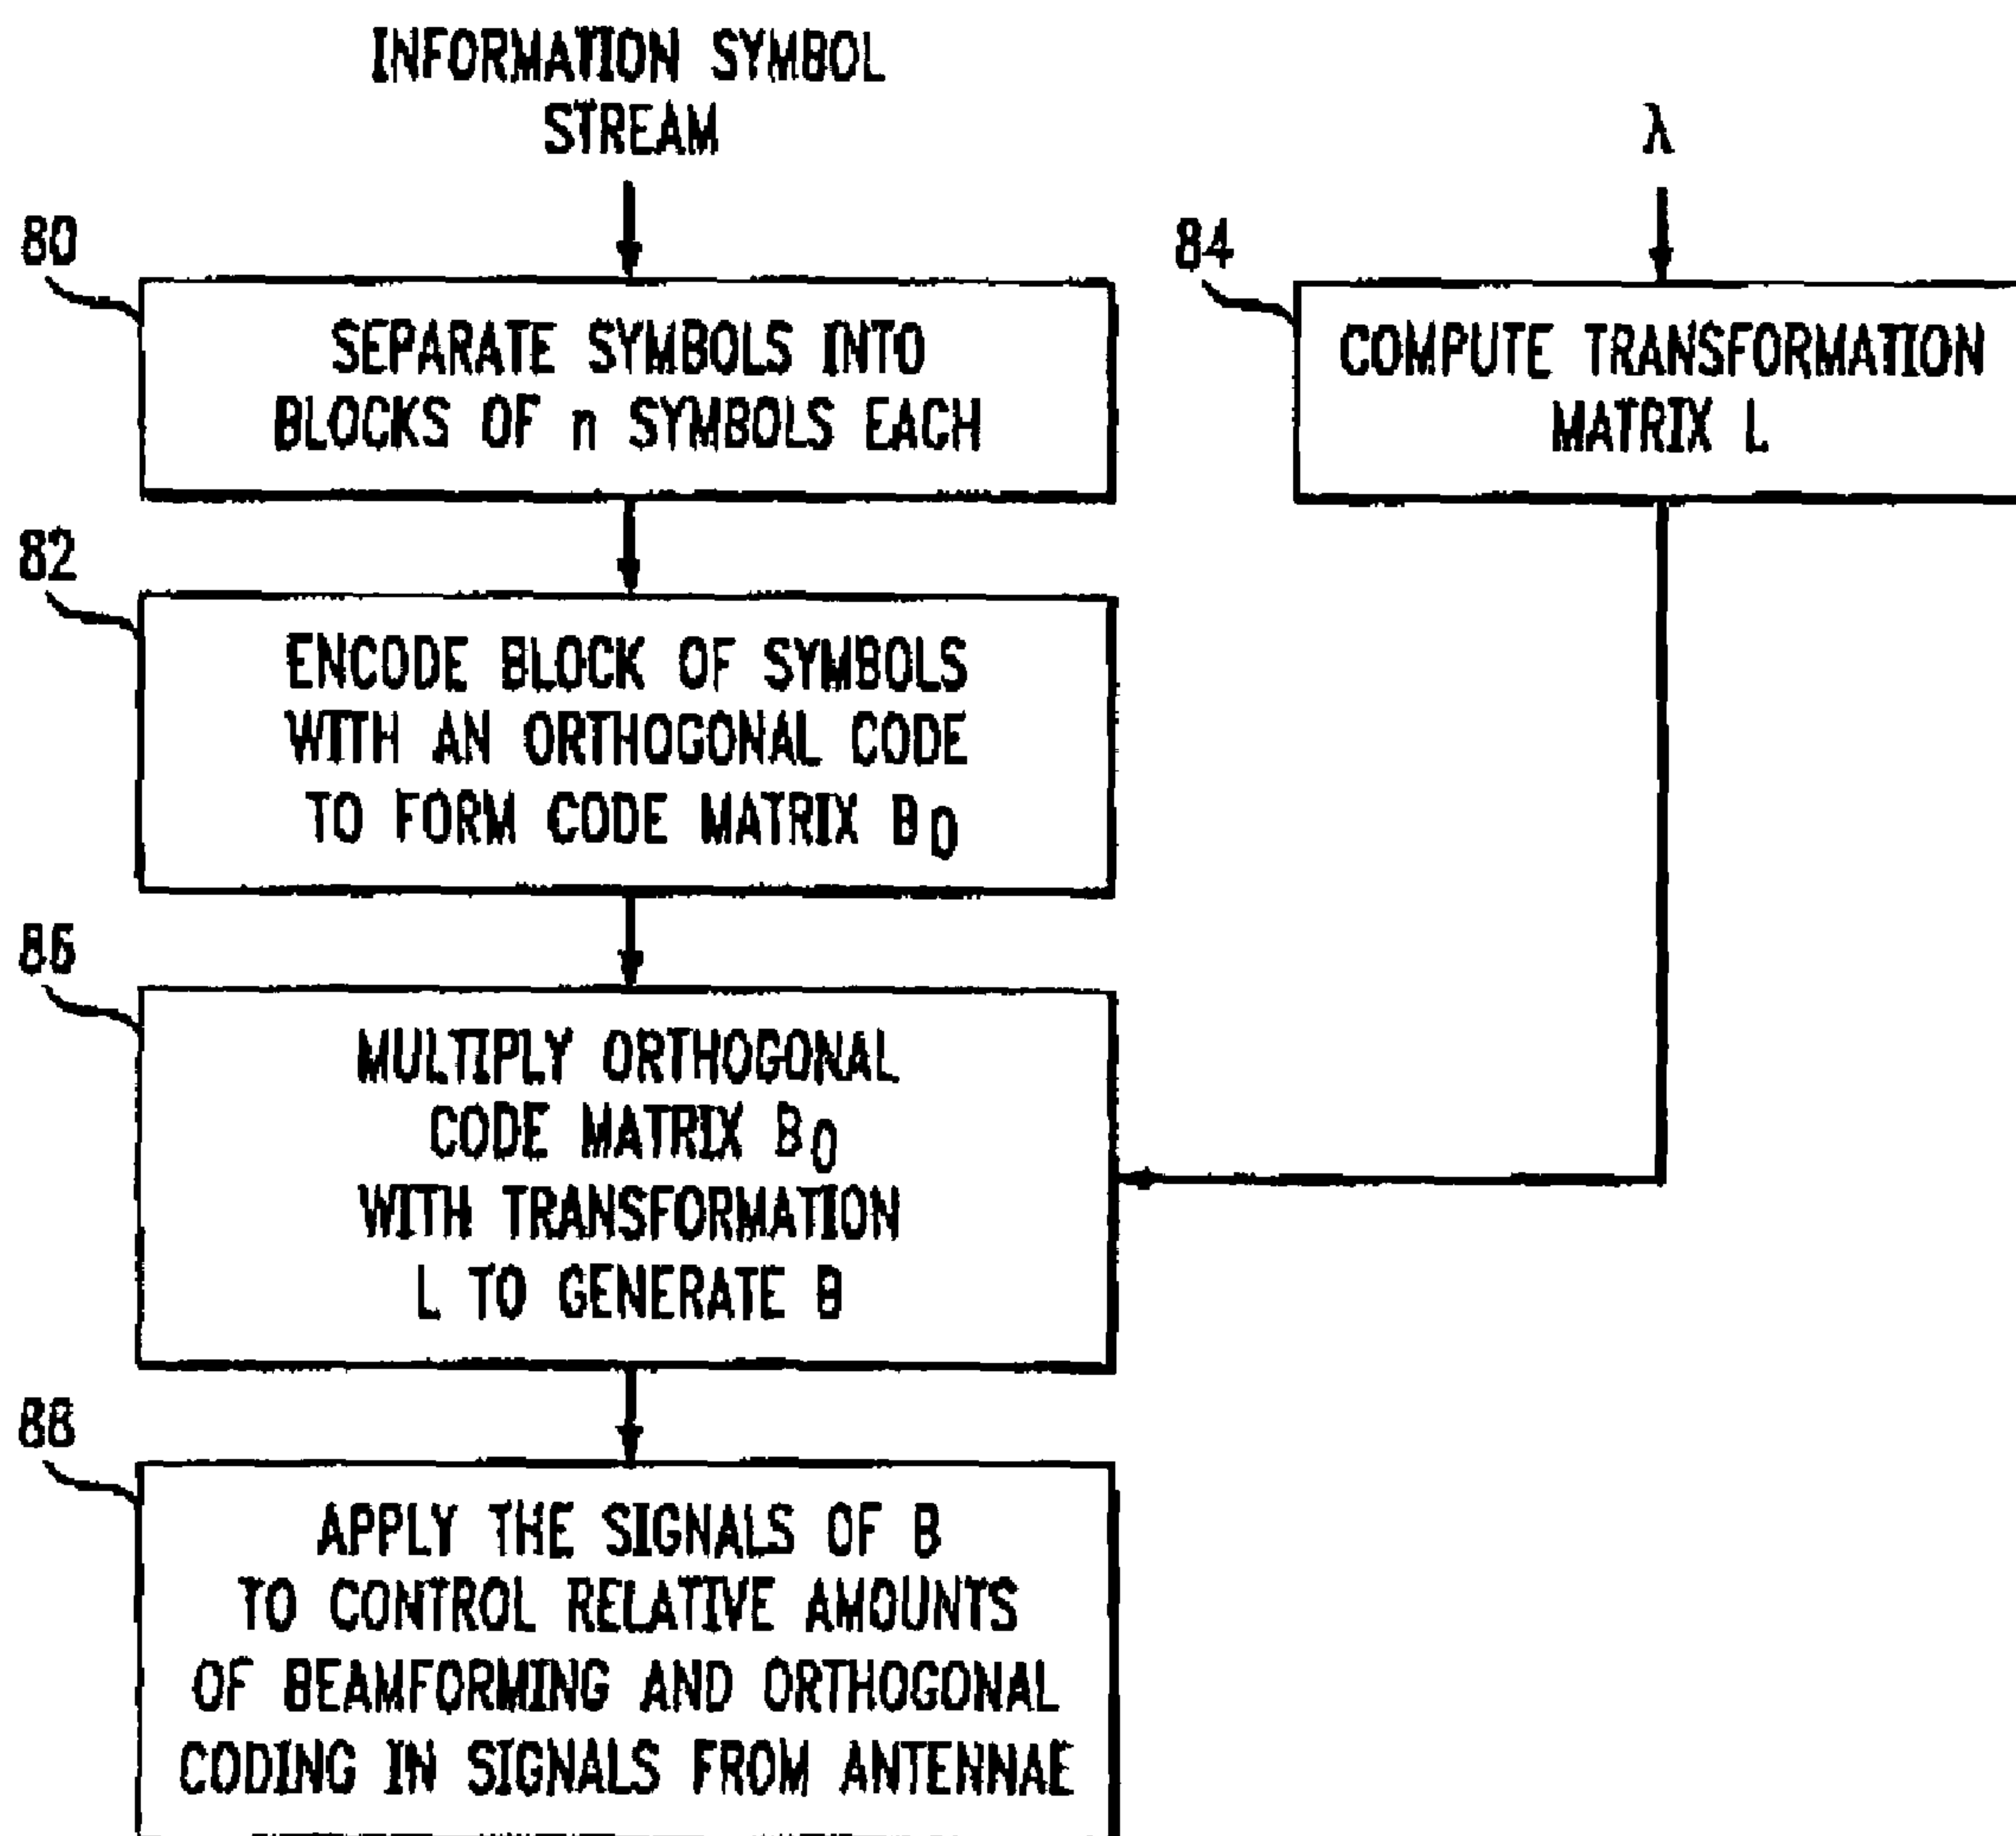 INFORMATION SYMBOL
STREAM
λ
80
SEPARATE SYMBOLS INTO
BLOCKS OF n SYMBOLS EACH
84
COMPUTE TRANSFORMATION
MATRIX L
82
ENCODE BLOCK OF SYMBOLS
WITH AN ORTHOGONAL CODE
TO FORM CODE MATRIX B0
86
MULTIPLY ORTHOGONAL
CODE MATRIX B0
WITH TRANSFORMATION
L TO GENERATE B
88
APPLY THE SIGNALS OF B
TO CONTROL RELATIVE AMOUNTS
OF BEAMFORMING AND ORTHOGONAL
CODING IN SIGNALS FROM ANTENNAE